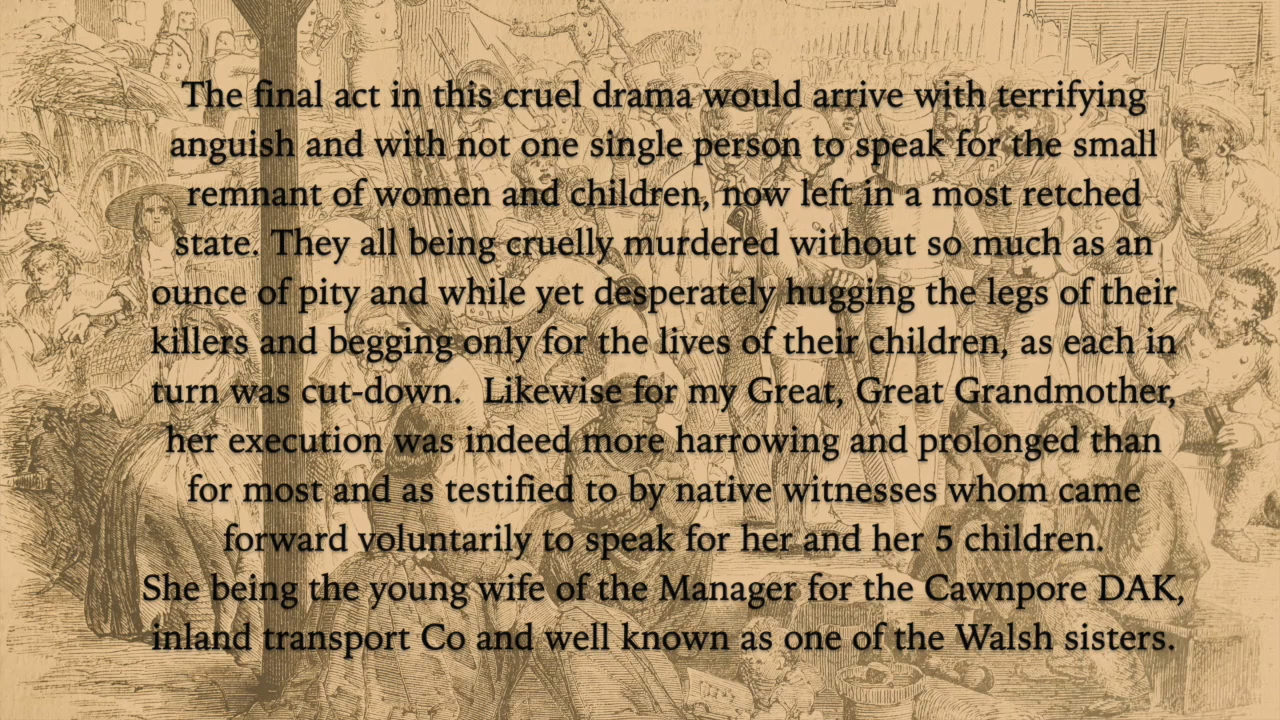 The final act in this cruel drama would arrive with terrifying
anguish and with not one single person to speak for the small
remnant of women and children, now left in a most retched
state. They all being cruelly murdered without so much as an
ounce of pity and while yet desperately hugging the legs of their
killers and begging only for the lives of their children, as each in
turn was cut-down.  Likewise for my Great, Great Grandmother,
her execution was indeed more harrowing and prolonged than
for most and as testified to by native witnesses whom came
forward voluntarily to speak for her and her 5 children.
She being the young wife of the Manager for the Cawnpore DAK,
inland transport Co and well known as one of the Walsh sisters.